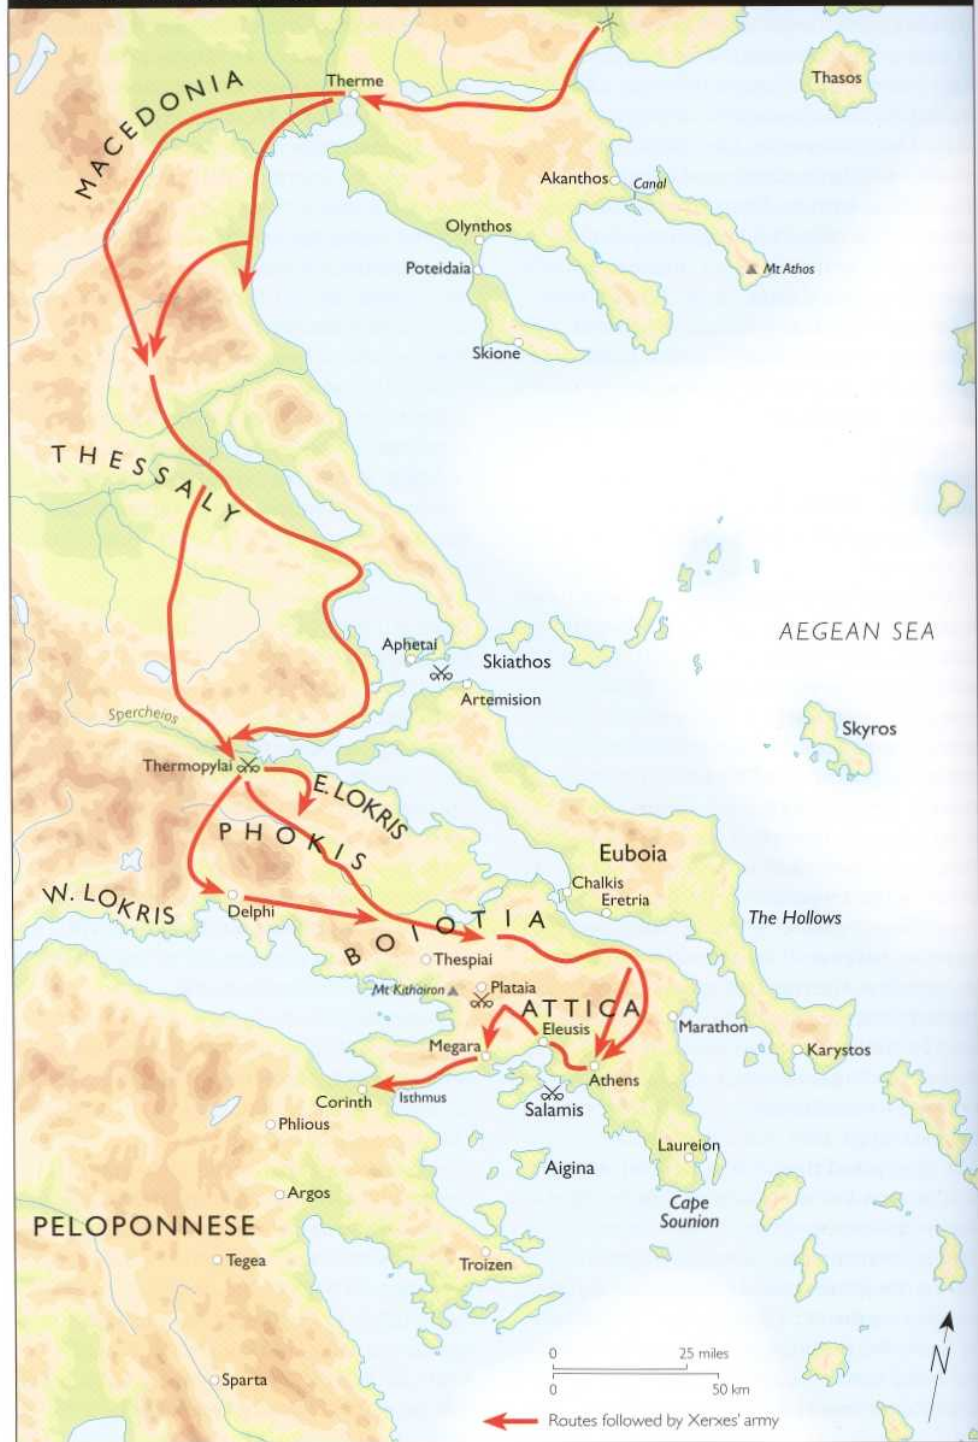 Thasos
MACEDONIA
Therme
Akanthos
Canal
Olynthos
Poteidaia
Mt Athos
Skione
THESSALY
AEGEAN SEA
Aphetai
Skiathos
Artemision
Spercheios
Skyros
Thermopylai
E. LOKRIS
PHOKIS
Euboia
Chalkis
Eretria
W. LOKRIS
Delphi
The Hollows
BOIOTIA
Thespiai
Mt Kithairon
Plataia
ATTICA
Eleusis
Marathon
Megara
Karystos
Athens
Corinth
Isthmus
Salamis
Phlious
Laureion
Aigina
Argos
Cape
Sounion
PELOPONNESE
Tegea
Troizen
Sparta
0 25 miles
0 50 km
N
Routes followed by Xerxes' army